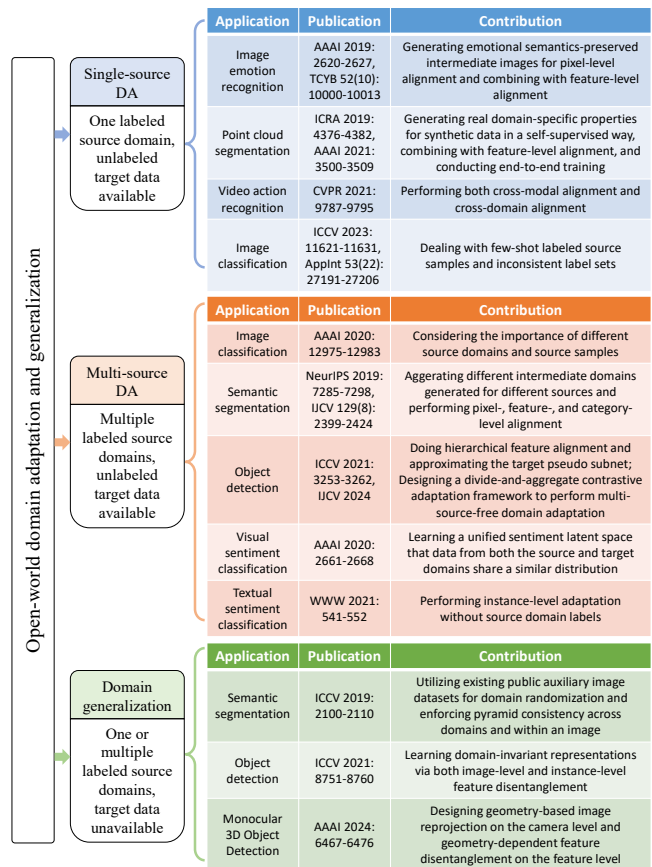 Open-world domain adaptation and generalization
Single-source
DA
One labeled
source domain,
unlabeled
target data
available
Application Publication Contribution
Image
emotion
recognition
AAAI 2019:
2620-2627,
TCYB 52(10):
10000-10013
Generating emotional semantics-preserved
intermediate images for pixel-level
alignment and combining with feature-level
alignment
Point cloud
segmentation
ICRA 2019:
4376-4382,
AAAI 2021:
3500-3509
Generating real domain-specific properties
for synthetic data in a self-supervised way,
combining with feature-level alignment, and
conducting end-to-end training
Video action
recognition
CVPR 2021:
9787-9795
Performing both cross-modal alignment and
cross-domain alignment
Image
classification
ICCV 2023:
11621-11631,
AppInt 53(22):
27191-27206
Dealing with few-shot labeled source
samples and inconsistent label sets
Multi-source
DA
Multiple
labeled source
domains,
unlabeled
target data
available
Application Publication Contribution
Image
classification
AAAI 2020:
12975-12983
Considering the importance of different
source domains and source samples
Semantic
segmentation
NeurIPS 2019:
7285-7298,
IJCV 129(8):
2399-2424
Aggerating different intermediate domains
generated for different sources and
performing pixel-, feature-, and category-
level alignment
Object
detection
ICCV 2021:
3253-3262,
IJCV 2024
Doing hierarchical feature alignment and
approximating the target pseudo subnet;
Designing a divide-and-aggregate contrastive
adaptation framework to perform multi-
source-free domain adaptation
Visual
sentiment
classification
AAAI 2020:
2661-2668
Learning a unified sentiment latent space
that data from both the source and target
domains share a similar distribution
Textual
sentiment
classification
WWW 2021:
541-552
Performing instance-level adaptation
without source domain labels
Domain
generalization
One or
multiple
labeled source
domains,
target data
unavailable
Application Publication Contribution
Semantic
segmentation
ICCV 2019:
2100-2110
Utilizing existing public auxiliary image
datasets for domain randomization and
enforcing pyramid consistency across
domains and within an image
Object
detection
ICCV 2021:
8751-8760
Learning domain-invariant representations
via both image-level and instance-level
feature disentanglement
Monocular
3D Object
Detection
AAAI 2024:
6467-6476
Designing geometry-based image
reprojection on the camera level and
geometry-dependent feature
disentanglement on the feature level